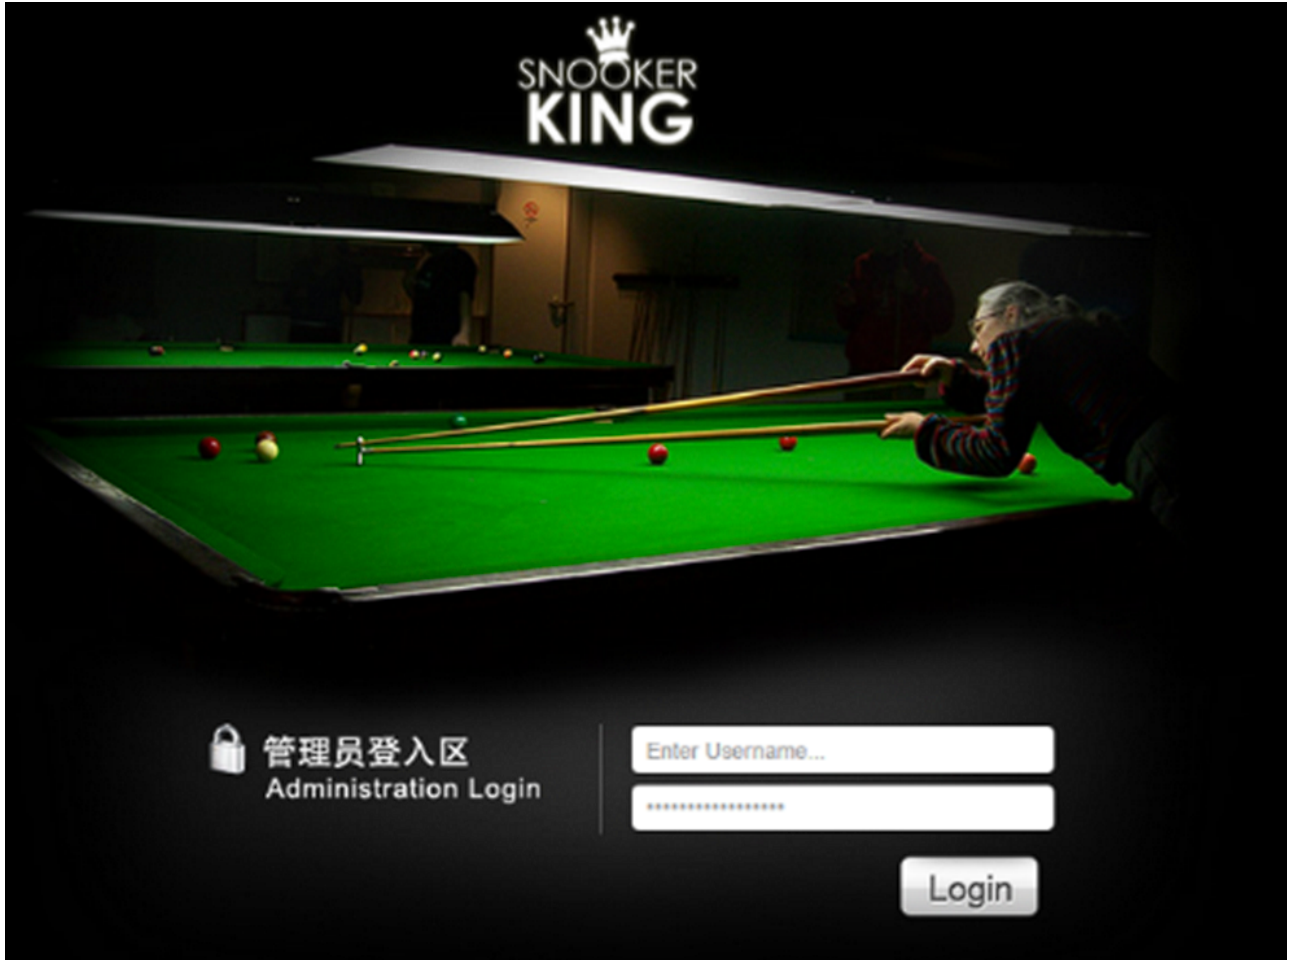 SNOOKER
KING
管理员登入区
Administration Login
Enter Username...
•••••••••••••••••
Login